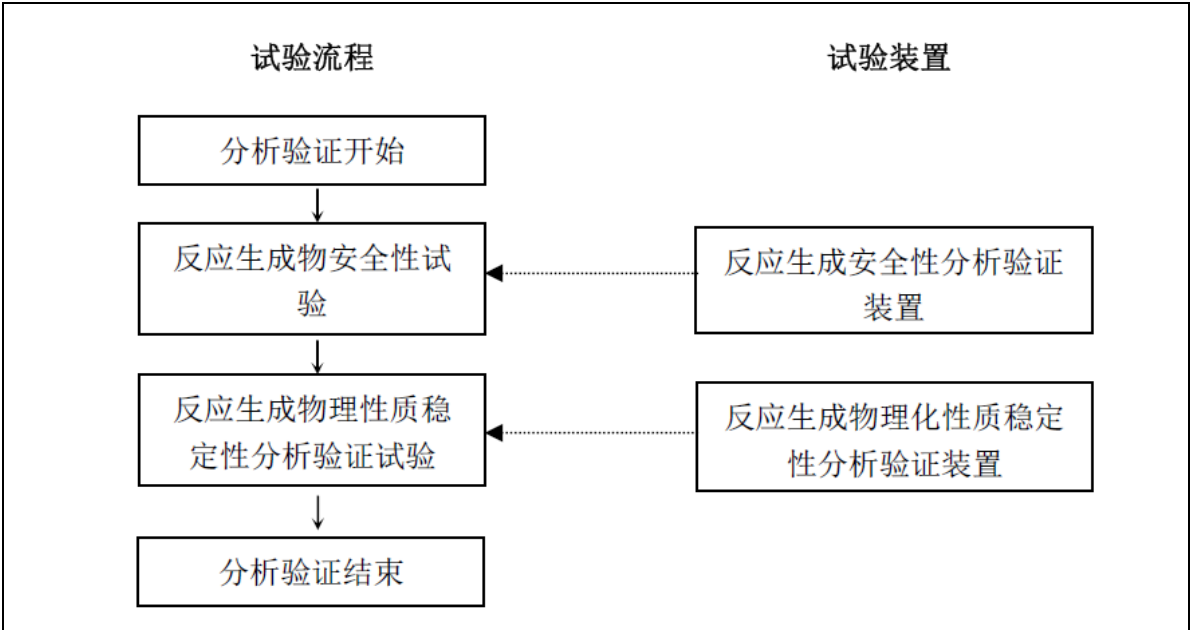 试验流程
试验装置
分析验证开始
反应生成物安全性试
验
反应生成安全性分析验证
装置
反应生成物理性质稳
定性分析验证试验
反应生成物理化性质稳定
性分析验证装置
分析验证结束